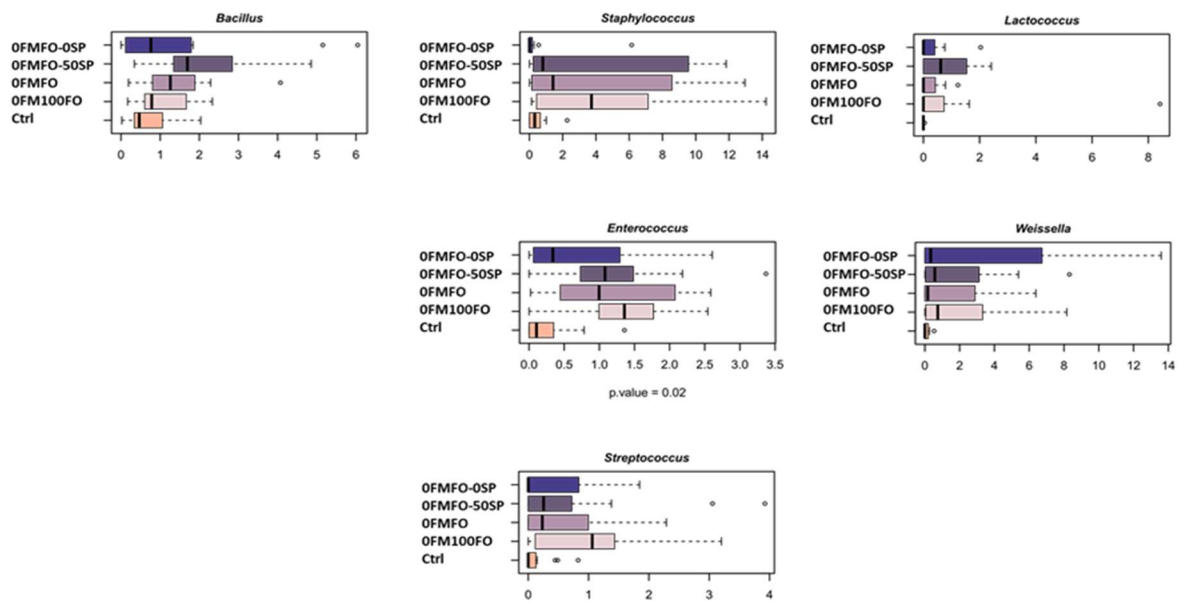 Bacillus
0FMFO-0SP
0FMFO-50SP
0FMFO
0FM100FO
Ctrl
0 1 2 3 4 5 6
Staphylococcus
0FMFO-0SP
0FMFO-50SP
0FMFO
0FM100FO
Ctrl
0 2 4 6 8 10 12 14
Lactococcus
0FMFO-0SP
0FMFO-50SP
0FMFO
0FM100FO
Ctrl
0 2 4 6 8
Enterococcus
0FMFO-0SP
0FMFO-50SP
0FMFO
0FM100FO
Ctrl
0.0 0.5 1.0 1.5 2.0 2.5 3.0 3.5
p.value = 0.02
Weissella
0FMFO-0SP
0FMFO-50SP
0FMFO
0FM100FO
Ctrl
0 2 4 6 8 10 12 14
Streptococcus
0FMFO-0SP
0FMFO-50SP
0FMFO
0FM100FO
Ctrl
0 1 2 3 4